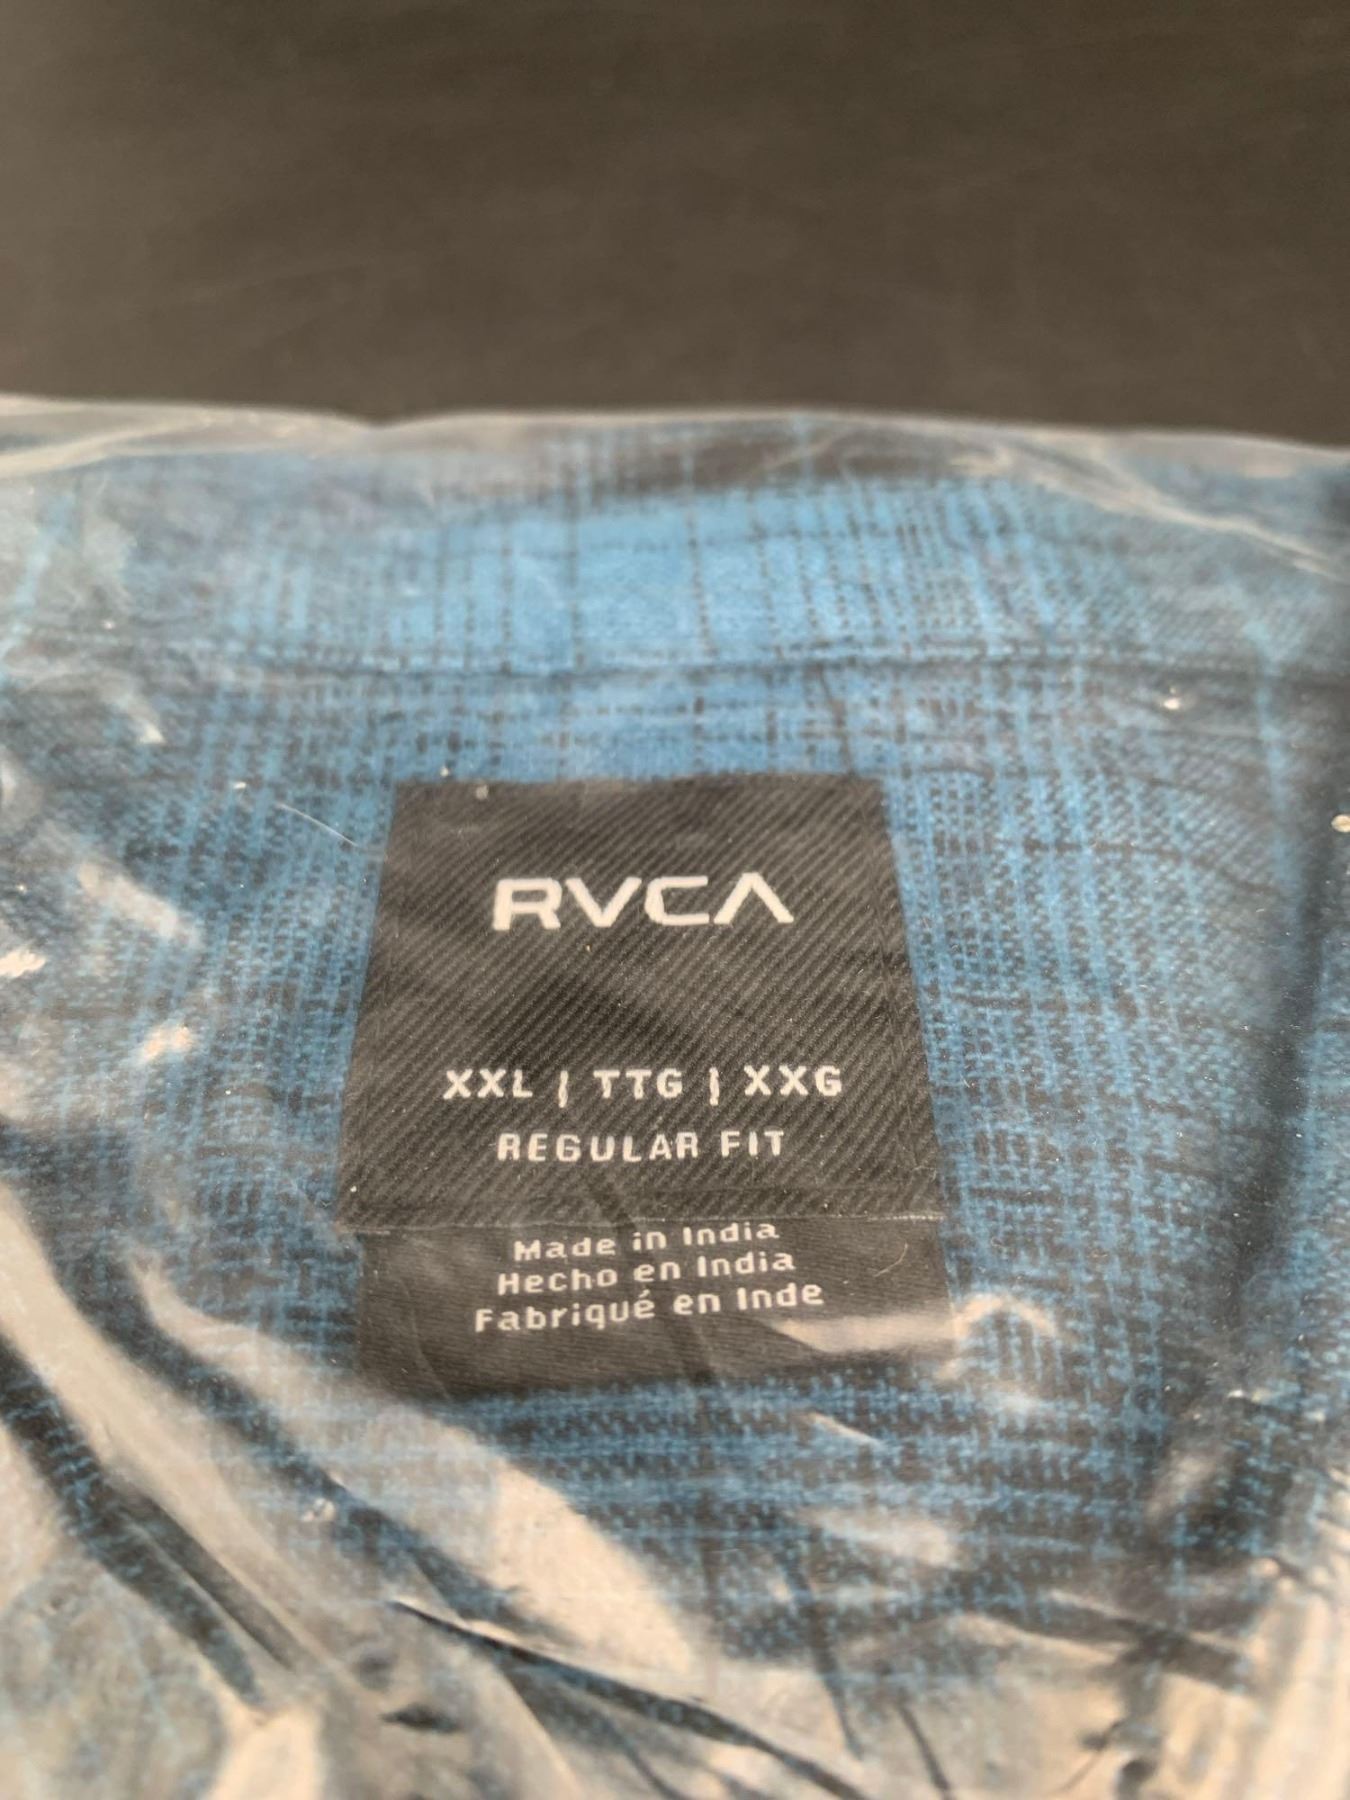 RVCA
XXL | TTG | XXG
REGULAR FIT
Made in India
Hecho en India
Fabriqué en Inde